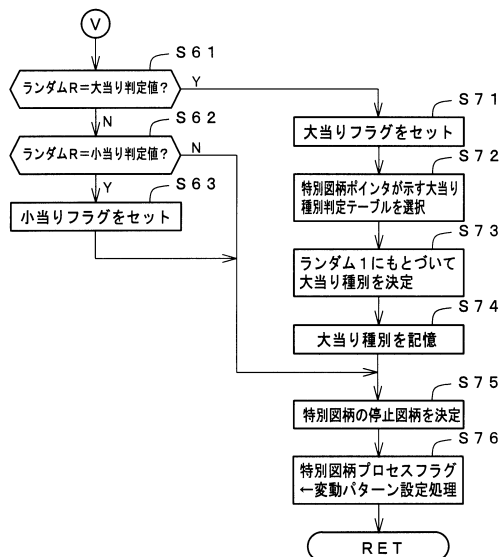 V
S61
ランダムR=大当り判定値?
Y
N
S62
ランダムR=小当り判定値?
N
Y
S63
小当りフラグをセット
S71
大当りフラグをセット
S72
特別図柄ポインタが示す大当り
種別判定テーブルを選択
S73
ランダム1にもとづいて
大当り種別を決定
S74
大当り種別を記憶
S75
特別図柄の停止図柄を決定
S76
特別図柄プロセスフラグ
←変動パターン設定処理
RET